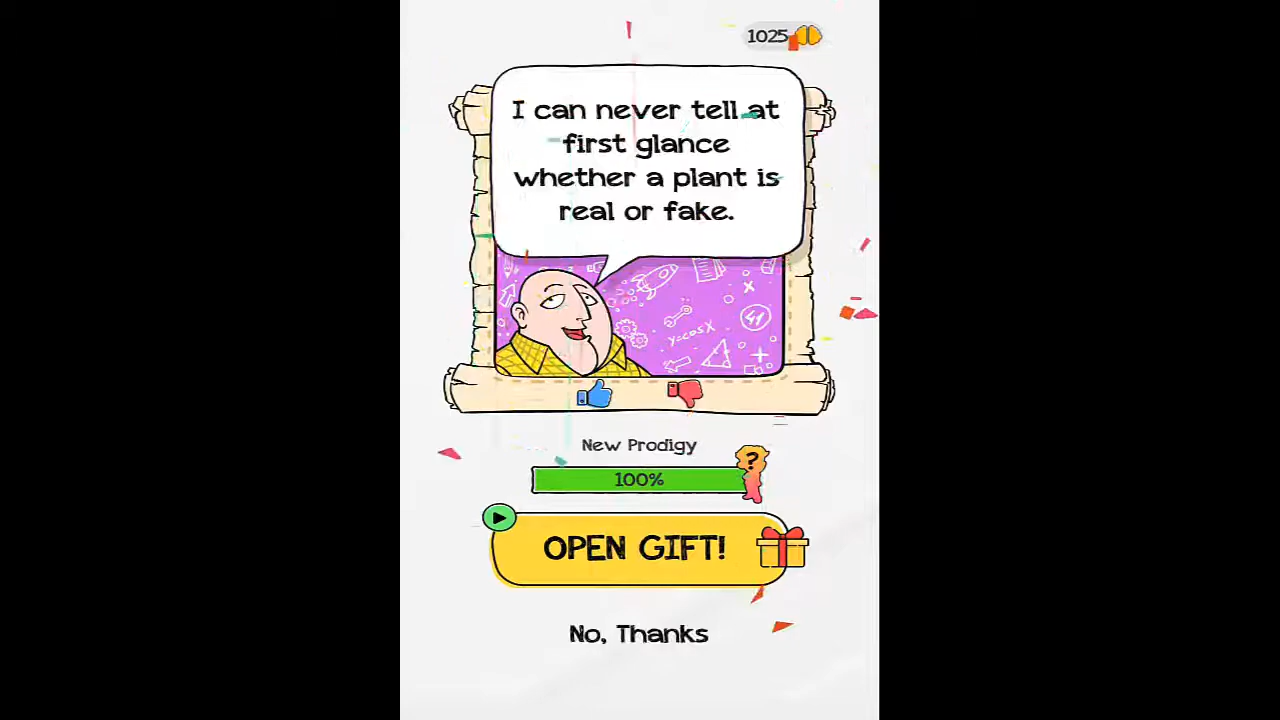 1025
I can never tell at
first glance
whether a plant is
real or fake.
y=cosx
New Prodigy
?
100%
OPEN GIFT!
No, Thanks